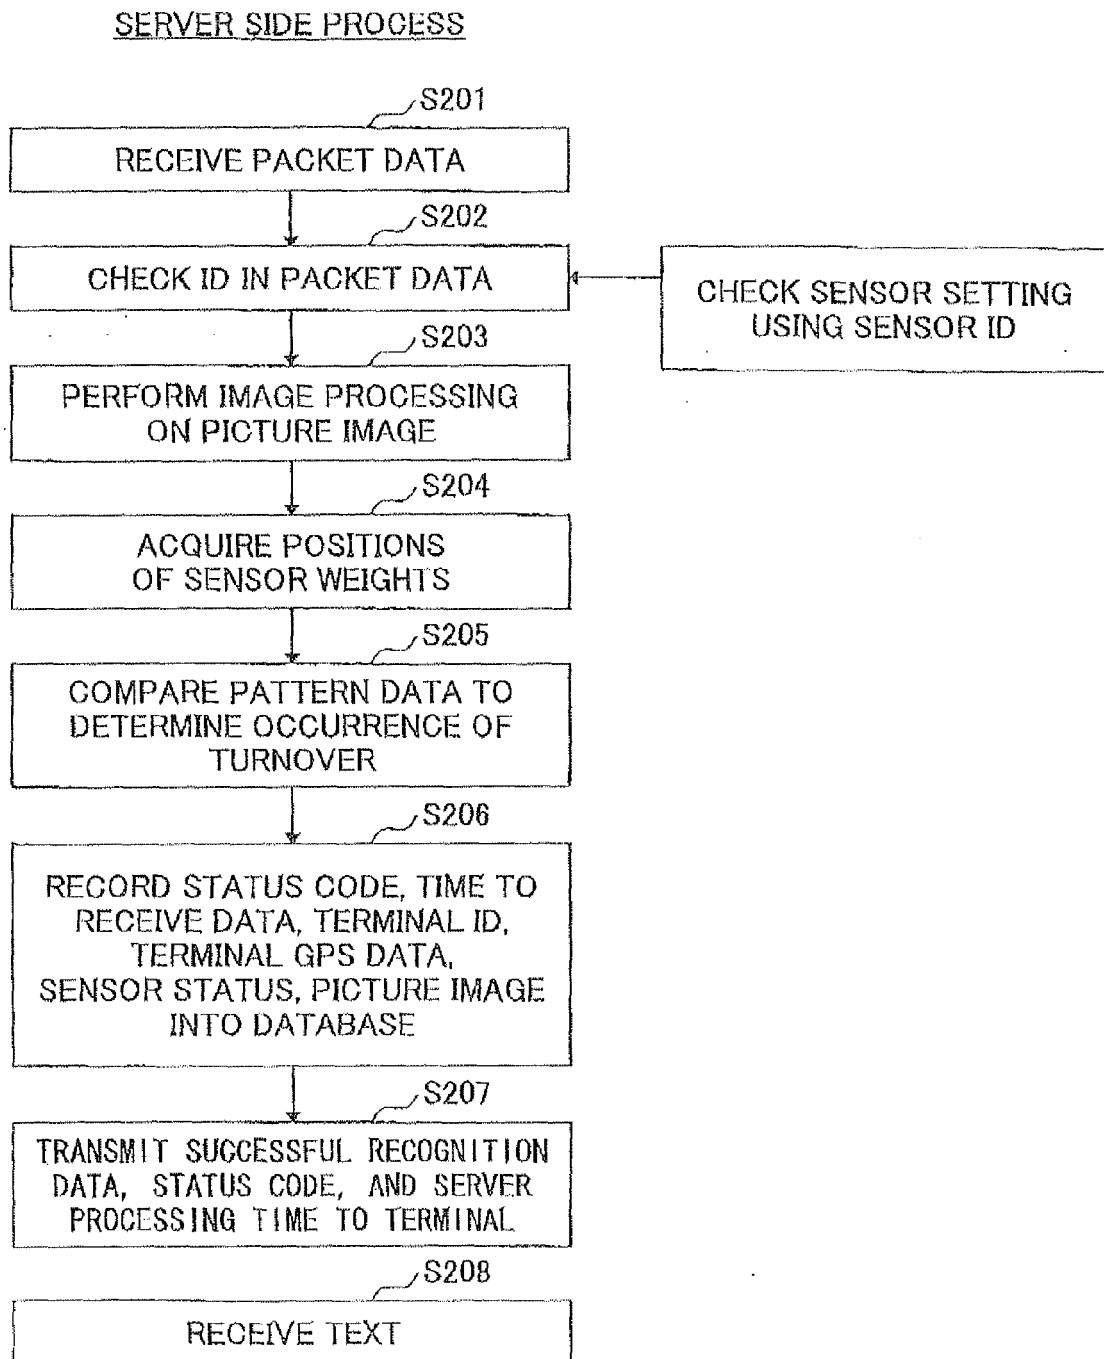 SERVER SIDE PROCESS
S201
RECEIVE PACKET DATA
S202
CHECK ID IN PACKET DATA
CHECK SENSOR SETTING
USING SENSOR ID
S203
PERFORM IMAGE PROCESSING
ON PICTURE IMAGE
S204
ACQUIRE POSITIONS
OF SENSOR WEIGHTS
S205
COMPARE PATTERN DATA TO
DETERMINE OCCURRENCE OF
TURNOVER
S206
RECORD STATUS CODE, TIME TO
RECEIVE DATA, TERMINAL ID,
TERMINAL GPS DATA,
SENSOR STATUS, PICTURE IMAGE
INTO DATABASE
S207
TRANSMIT SUCCESSFUL RECOGNITION
DATA, STATUS CODE, AND SERVER
PROCESSING TIME TO TERMINAL
S208
RECEIVE TEXT